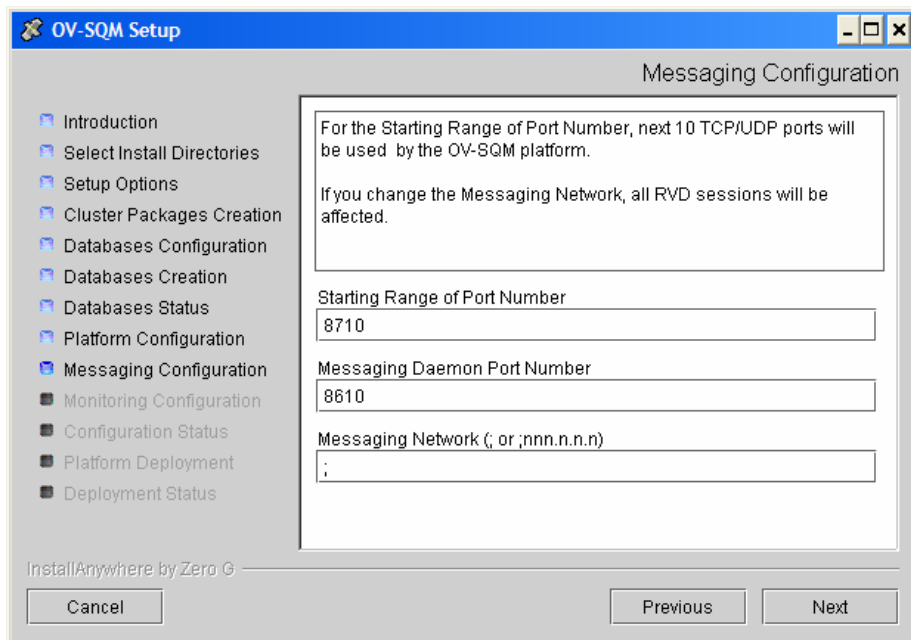 OV-SQM Setup
Messaging Configuration
Introduction
Select Install Directories
Setup Options
Cluster Packages Creation
Databases Configuration
Databases Creation
Databases Status
Platform Configuration
Messaging Configuration
Monitoring Configuration
Configuration Status
Platform Deployment
Deployment Status
For the Starting Range of Port Number, next 10 TCP/UDP ports will
be used by the OV-SQM platform.
If you change the Messaging Network, all RVD sessions will be
affected.
Starting Range of Port Number
8710
Messaging Daemon Port Number
8610
Messaging Network (; or ;nnn.n.n.n)
;
InstallAnywhere by Zero G
Cancel
Previous
Next